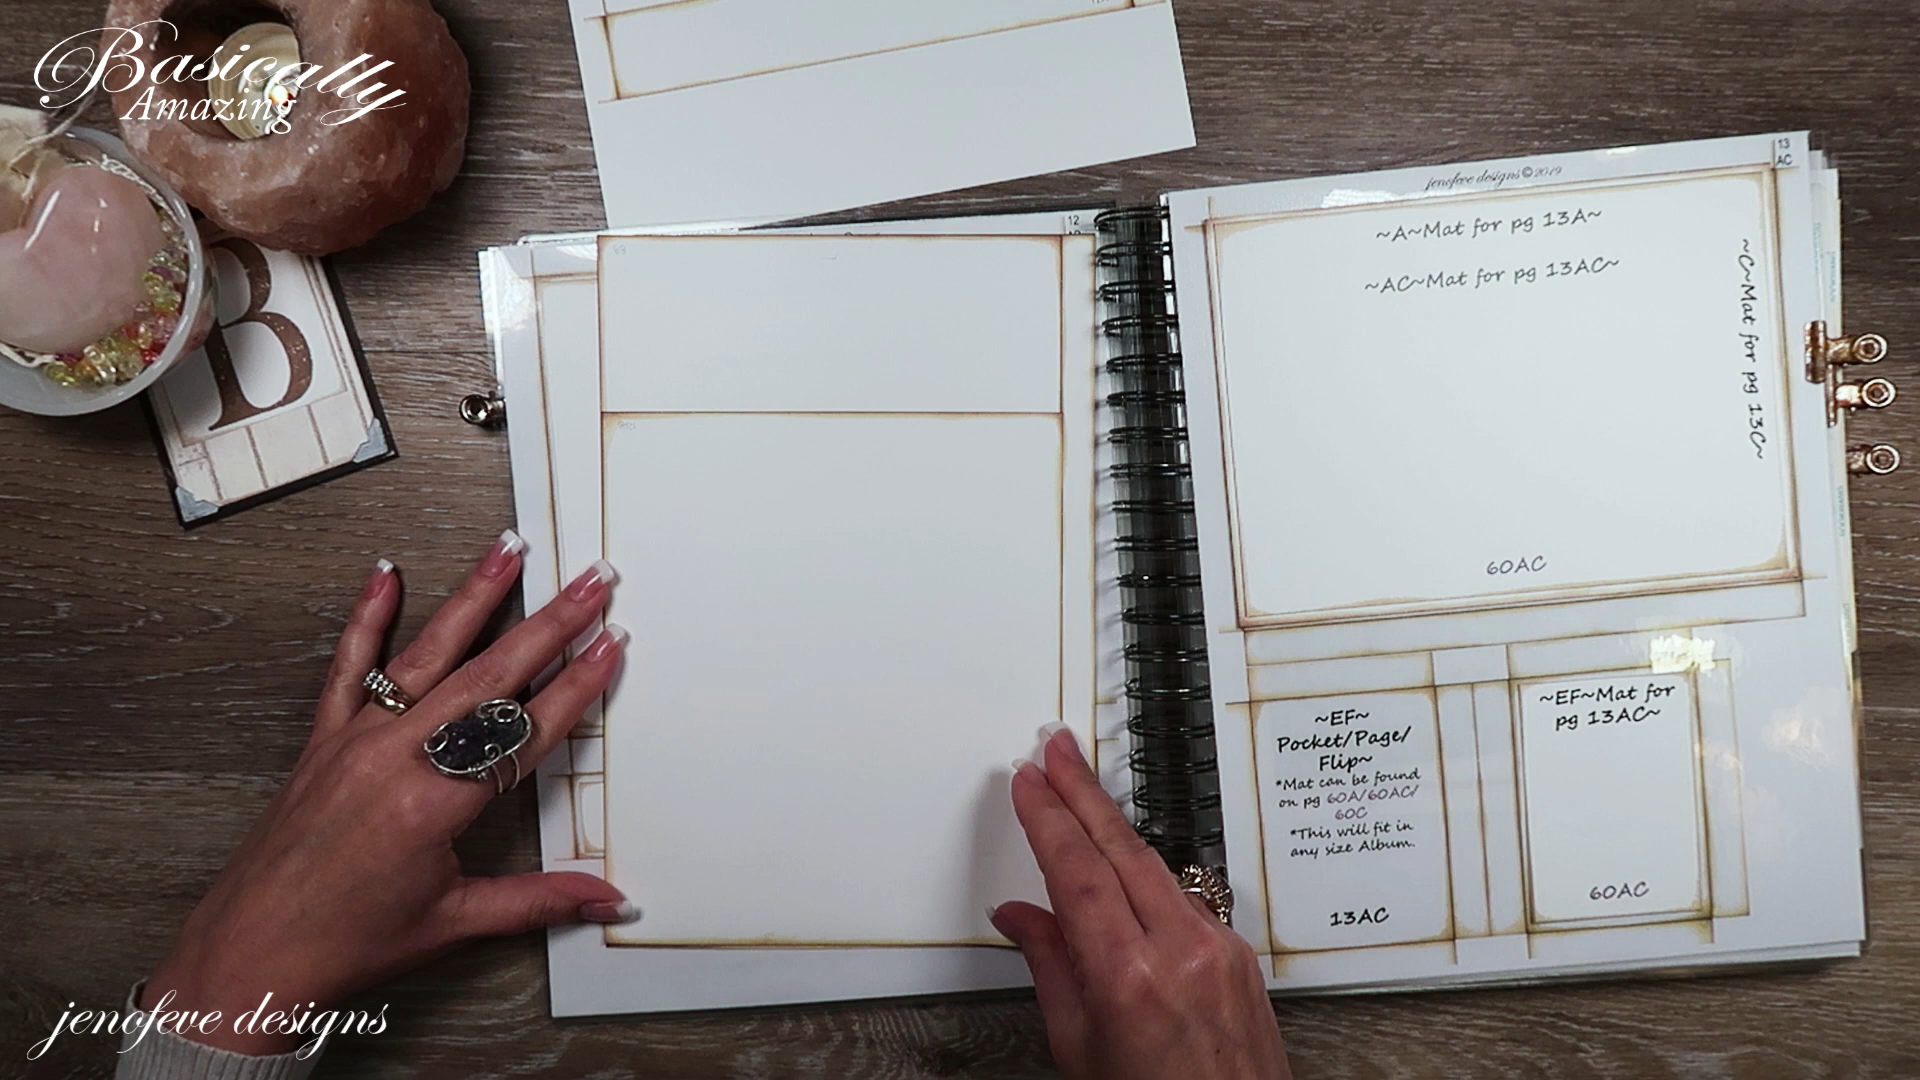 Basically
Amazing
B
12
13
AC
jenofeve designs©2019
~A~Mat for pg 13A~
~AC~Mat for pg 13AC~
~C~Mat for pg 13C~
60AC
~EF~
Pocket/Page/
Flip~
*Mat can be found
on pg 60A/60AC/
60C
*This will fit in
any size Album.
13AC
~EF~Mat for
pg 13AC~
60AC
jenofeve designs